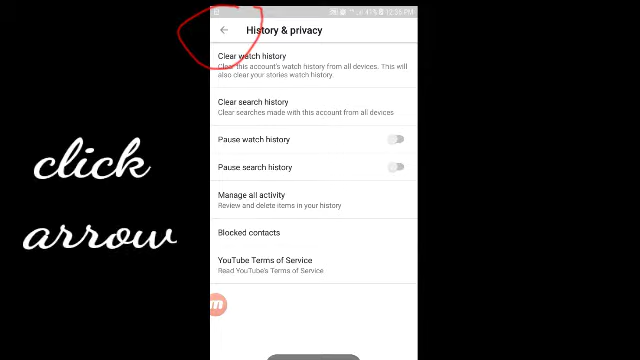 12:36 PM
History & privacy
Clear watch history
Clear this account's watch history from all devices. This will
also clear your stories watch history.
Clear search history
Clear searches made with this account from all devices
Pause watch history
Pause search history
Manage all activity
Review and delete items in your history
Blocked contacts
YouTube Terms of Service
Read YouTube's Terms of Service
click
arrow